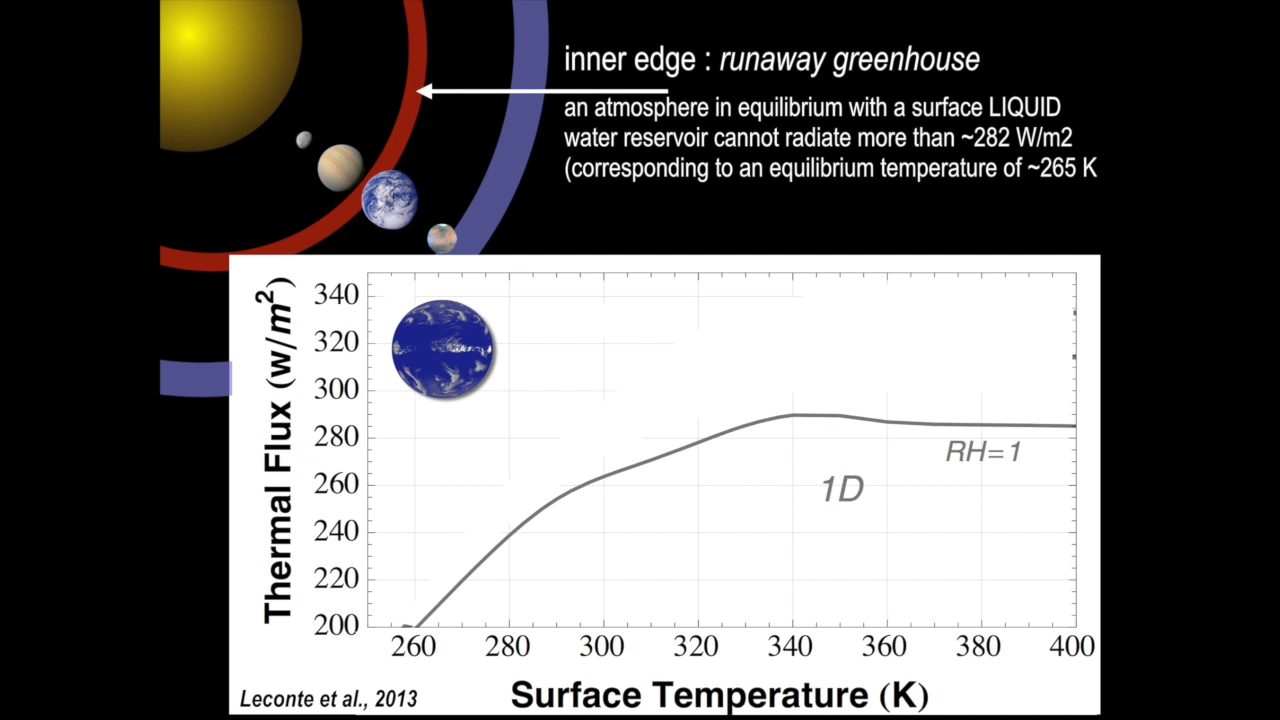 inner edge : runaway greenhouse
an atmosphere in equilibrium with a surface LIQUID
water reservoir cannot radiate more than ~282 W/m2
(corresponding to an equilibrium temperature of ~265 K
Thermal Flux (w/m²)
340
320
300
280
260
240
220
200
RH=1
1D
260 280 300 320 340 360 380 400
Surface Temperature (K)
Leconte et al., 2013